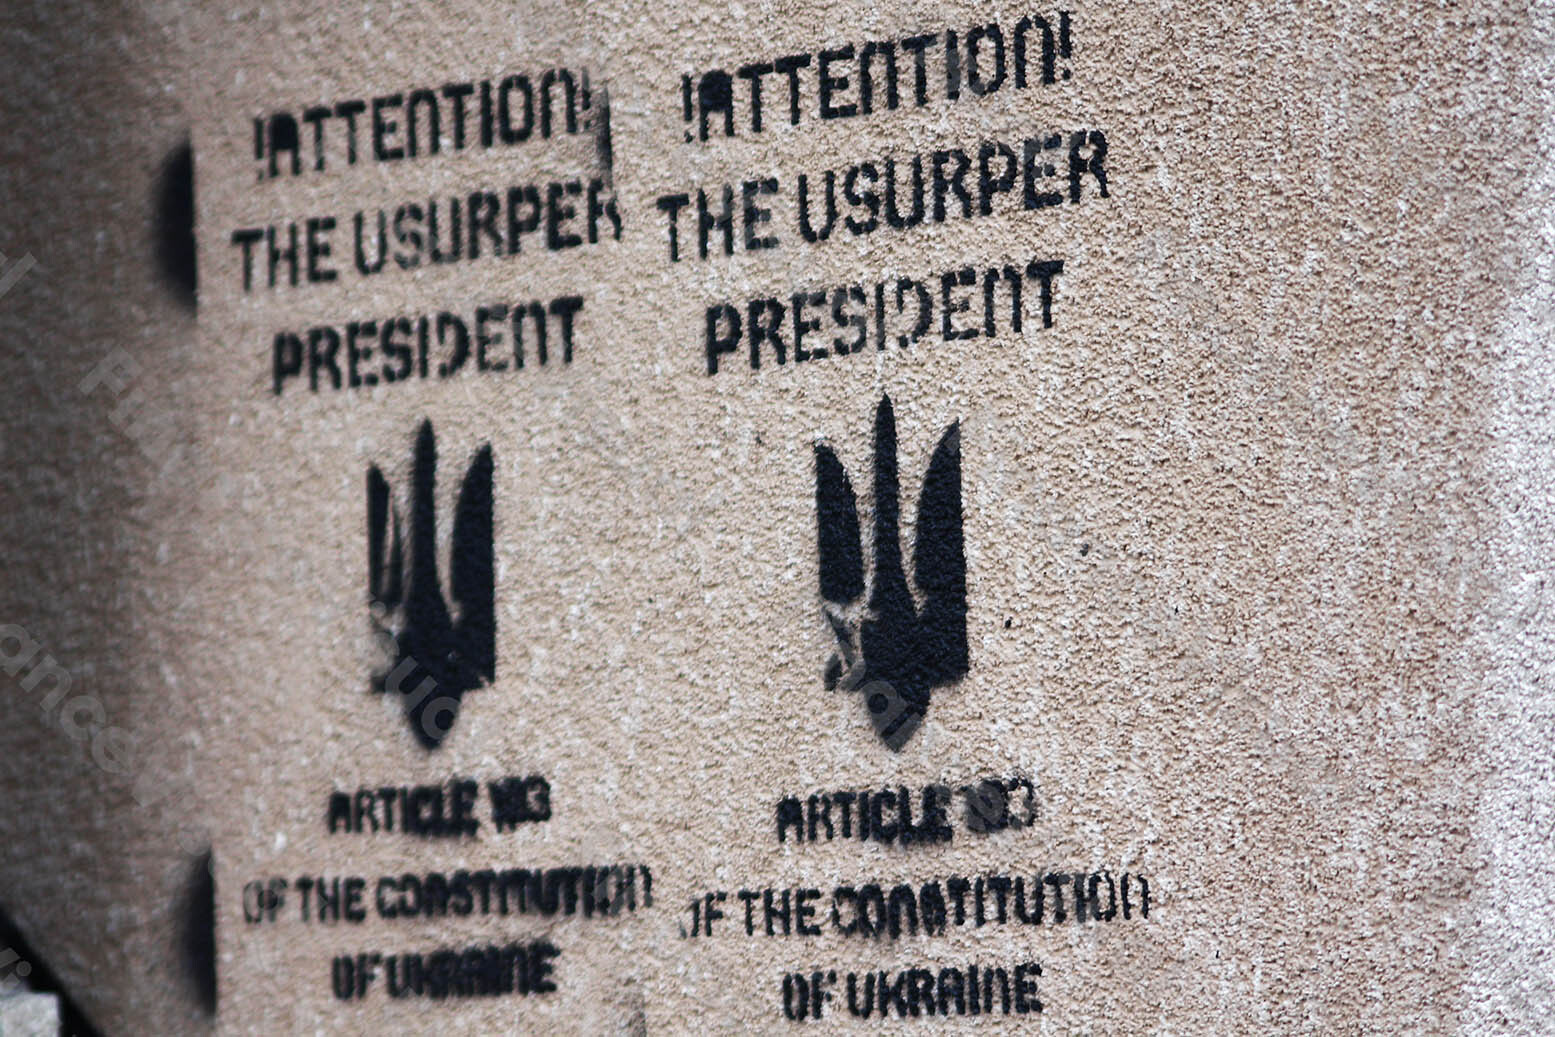 !ATTENTION!
THE USURPER
PRESIDENT
ARTICLE 103
OF THE CONSTITUTION
OF UKRAINE
!ATTENTION!
THE USURPER
PRESIDENT
ARTICLE 103
OF THE CONSTITUTION
OF UKRAINE